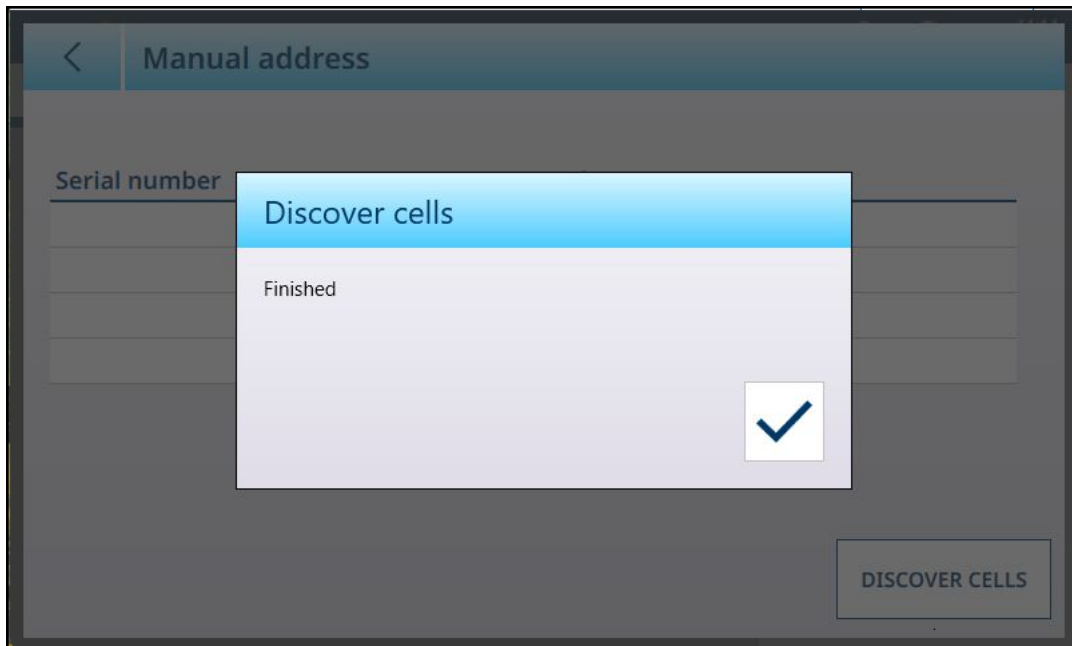 Manual address
Serial number
Discover cells
Finished
DISCOVER CELLS